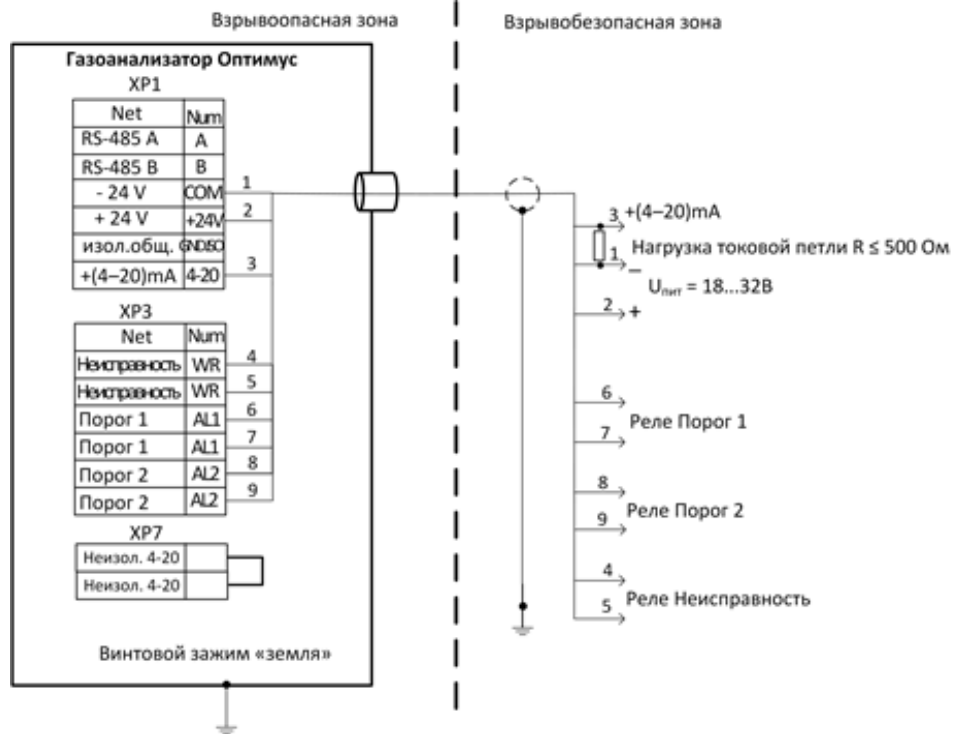 Взрывоопасная зона
Взрывобезопасная зона
Газоанализатор Оптимус
XP1
Net Num
RS-485 A A
RS-485 B B
- 24 V COM 1
+ 24 V +24V 2
изол.общ. GNDISO
+(4–20)mA 4-20 3
XP3
Net Num
Неисправность WR 4
Неисправность WR 5
Порог 1 AL1 6
Порог 1 AL1 7
Порог 2 AL2 8
Порог 2 AL2 9
XP7
Неизол. 4-20
Неизол. 4-20
Винтовой зажим «земля»
3 +(4–20)mA
Нагрузка токовой петли R ≤ 500 Ом
1 –
Uпит = 18...32В
2 +
6
Реле Порог 1
7
8
Реле Порог 2
9
4
Реле Неисправность
5